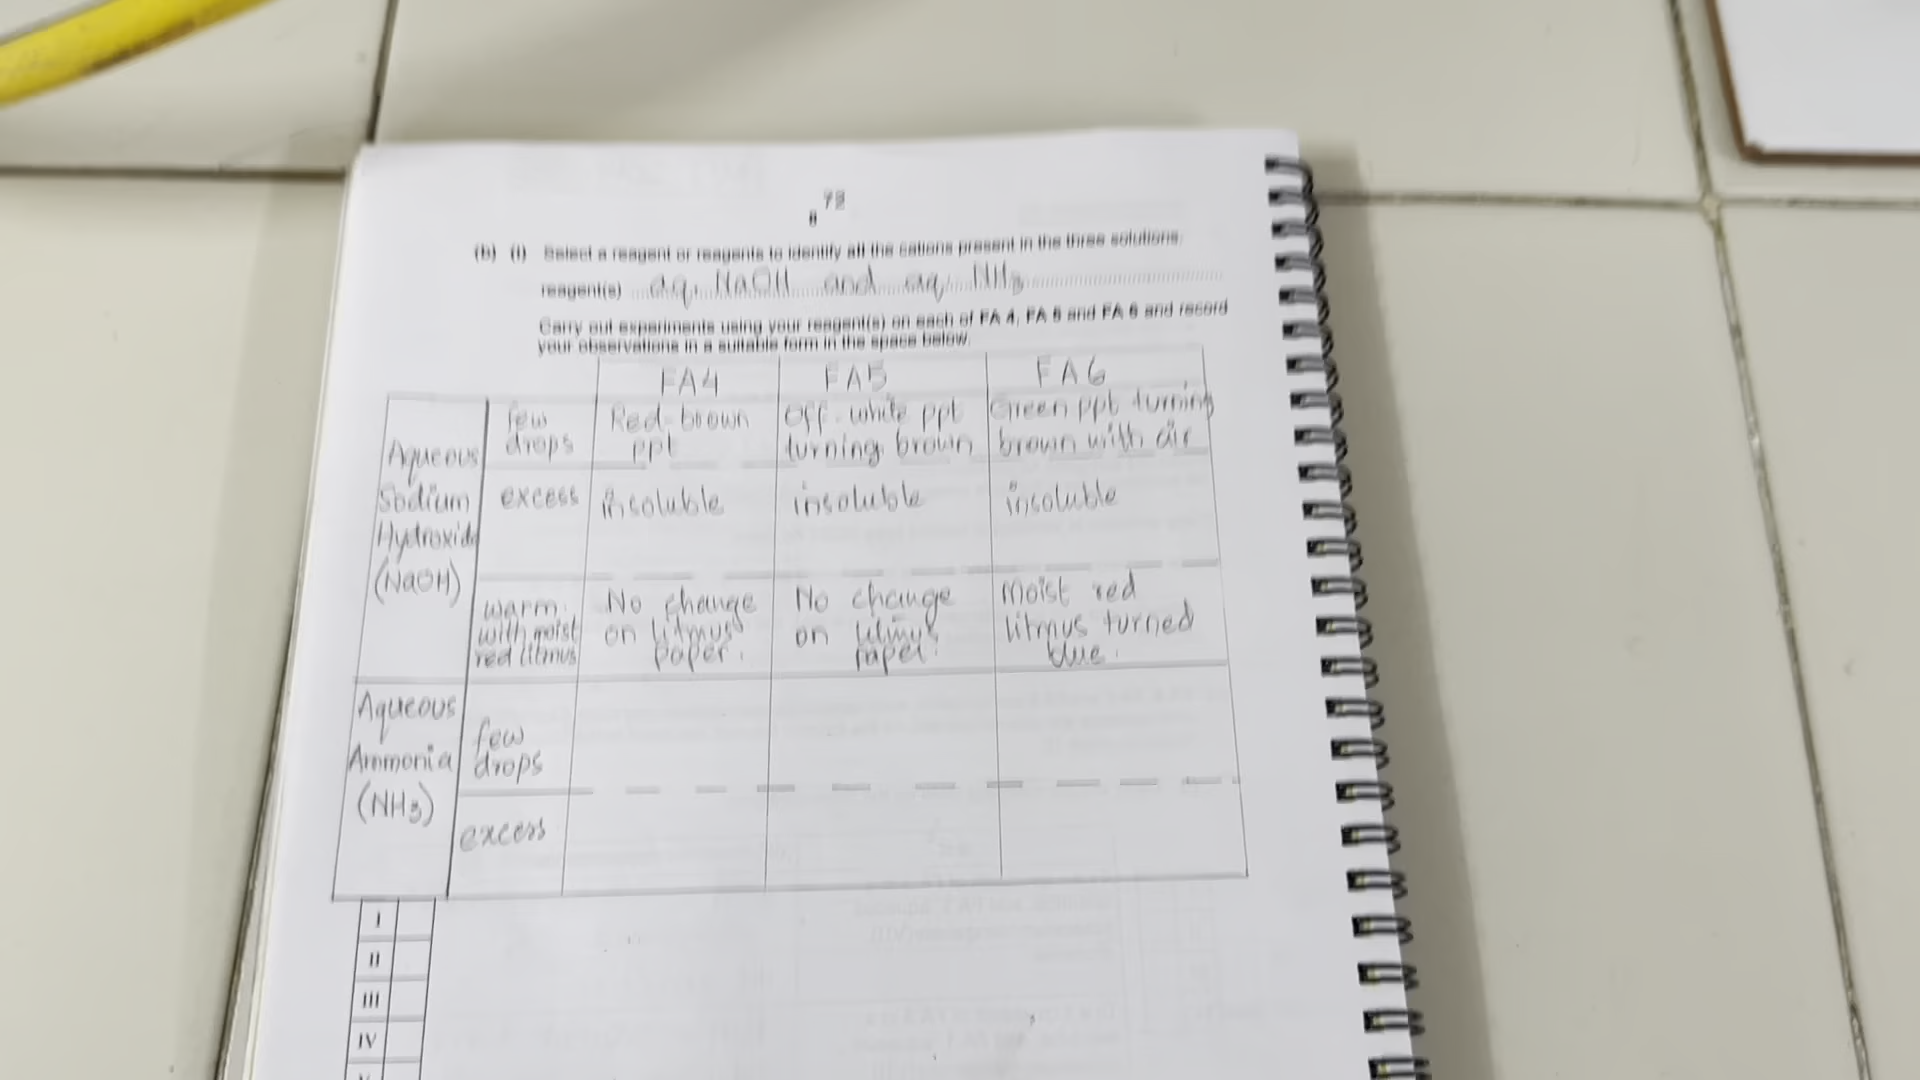 8 72
(b) (i) Select a reagent or reagents to identify all the cations present in the three solutions.
reagent(s) aq. NaOH and aq. NH3
Carry out experiments using your reagent(s) on each of FA 4, FA 5 and FA 6 and record
your observations in a suitable form in the space below.
FA4 FA5 FA6
Aqueous Sodium Hydroxide (NaOH)
few drops
Red-brown ppt
Off-white ppt turning brown
Green ppt turning brown with air
excess
insoluble
insoluble
insoluble
warm with moist red litmus
No change on litmus paper.
No change on litmus paper.
Moist red litmus turned blue.
Aqueous Ammonia (NH3)
few drops
excess
I
II
III
IV